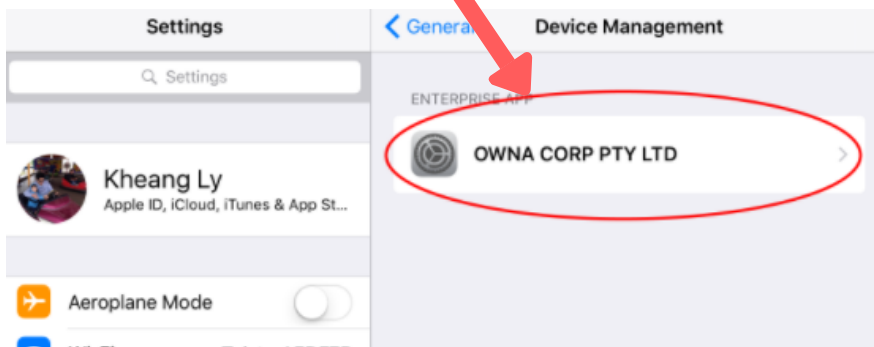 Settings
Settings
Kheang Ly
Apple ID, iCloud, iTunes & App St...
Aeroplane Mode
General
Device Management
ENTERPRISE APP
OWNA CORP PTY LTD